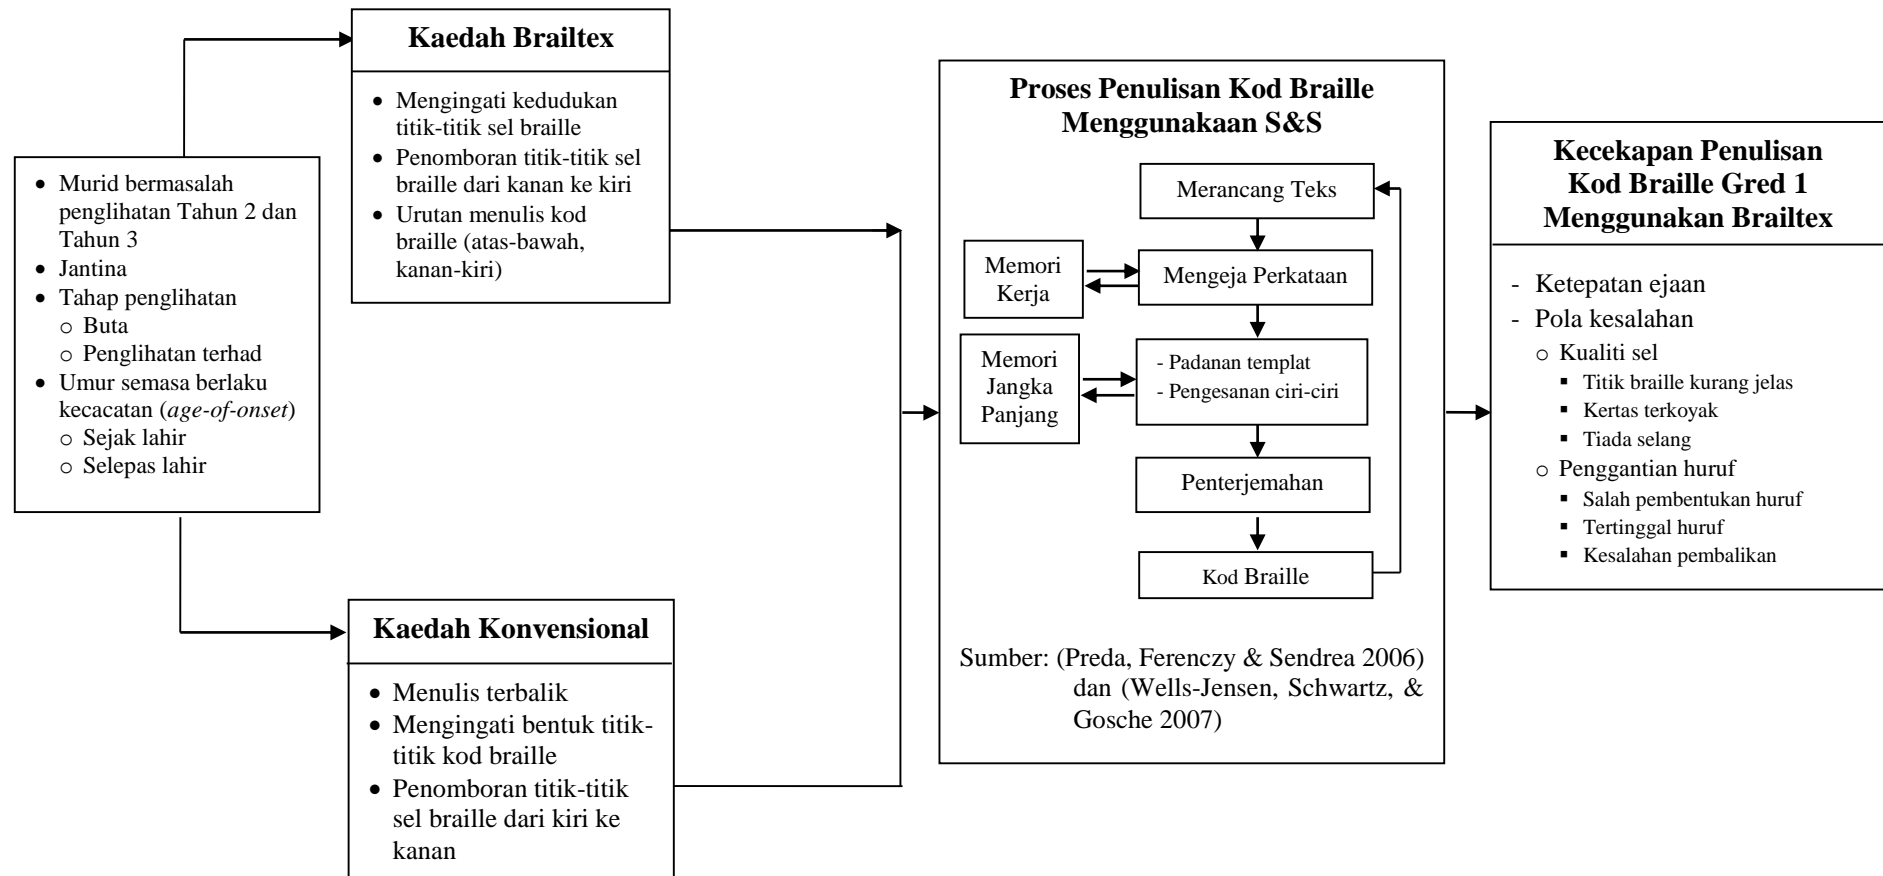 • Murid bermasalah
penglihatan Tahun 2 dan
Tahun 3
• Jantina
• Tahap penglihatan
o Buta
o Penglihatan terhad
• Umur semasa berlaku
kecacatan (age-of-onset)
o Sejak lahir
o Selepas lahir
Kaedah Brailtex
• Mengingati kedudukan
titik-titik sel braille
• Penomboran titik-titik sel
braille dari kanan ke kiri
• Urutan menulis kod
braille (atas-bawah,
kanan-kiri)
Kaedah Konvensional
• Menulis terbalik
• Mengingati bentuk titik-
titik kod braille
• Penomboran titik-titik
sel braille dari kiri ke
kanan
Proses Penulisan Kod Braille
Menggunakaan S&S
Merancang Teks
Memori
Kerja
Mengeja Perkataan
Memori
Jangka
Panjang
- Padanan templat
- Pengesanan ciri-ciri
Penterjemahan
Kod Braille
Sumber: (Preda, Ferenczy & Sendrea 2006)
dan (Wells-Jensen, Schwartz, &
Gosche 2007)
Kecekapan Penulisan
Kod Braille Gred 1
Menggunakan Brailtex
- Ketepatan ejaan
- Pola kesalahan
o Kualiti sel
▪ Titik braille kurang jelas
▪ Kertas terkoyak
▪ Tiada selang
o Penggantian huruf
▪ Salah pembentukan huruf
▪ Tertinggal huruf
▪ Kesalahan pembalikan